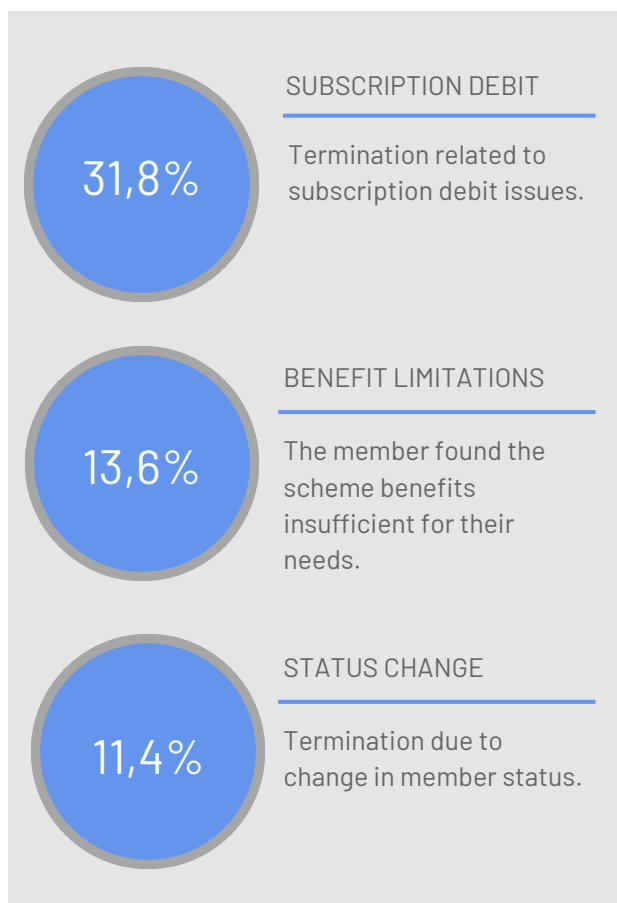 31,8%
SUBSCRIPTION DEBIT
Termination related to
subscription debit issues.
13,6%
BENEFIT LIMITATIONS
The member found the
scheme benefits
insufficient for their
needs.
11,4%
STATUS CHANGE
Termination due to
change in member status.